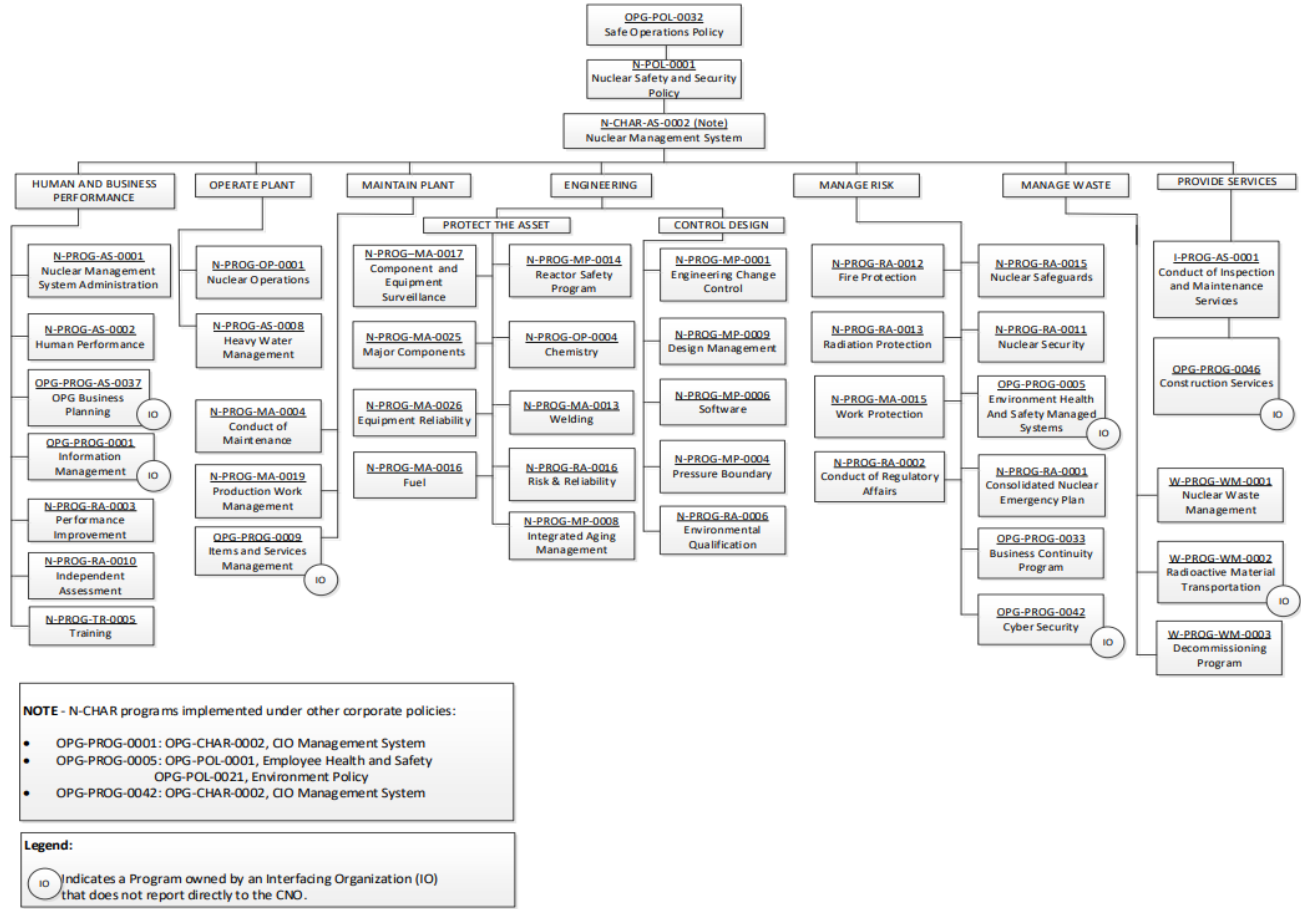 OPG-POL-0032
Safe Operations Policy
N-POL-0001
Nuclear Safety and Security
Policy
N-CHAR-AS-0002 (Note)
Nuclear Management System
HUMAN AND BUSINESS
PERFORMANCE
OPERATE PLANT
MAINTAIN PLANT
ENGINEERING
MANAGE RISK
MANAGE WASTE
PROVIDE SERVICES
PROTECT THE ASSET
CONTROL DESIGN
N-PROG-AS-0001
Nuclear Management
System Administration
N-PROG-AS-0002
Human Performance
OPG-PROG-AS-0037
OPG Business
Planning
IO
OPG-PROG-0001
Information
Management
IO
N-PROG-RA-0003
Performance
Improvement
N-PROG-RA-0010
Independent
Assessment
N-PROG-TR-0005
Training
N-PROG-OP-0001
Nuclear Operations
N-PROG-AS-0008
Heavy Water
Management
N-PROG-MA-0004
Conduct of
Maintenance
N-PROG-MA-0019
Production Work
Management
OPG-PROG-0009
Items and Services
Management
IO
N-PROG–MA-0017
Component and
Equipment
Surveillance
N-PROG-MA-0025
Major Components
N-PROG-MA-0026
Equipment Reliability
N-PROG-MA-0016
Fuel
N-PROG-MP-0014
Reactor Safety
Program
N-PROG-OP-0004
Chemistry
N-PROG-MA-0013
Welding
N-PROG-RA-0016
Risk & Reliability
N-PROG-MP-0008
Integrated Aging
Management
N-PROG-MP-0001
Engineering Change
Control
N-PROG-MP-0009
Design Management
N-PROG-MP-0006
Software
N-PROG-MP-0004
Pressure Boundary
N-PROG-RA-0006
Environmental
Qualification
N-PROG-RA-0012
Fire Protection
N-PROG-RA-0013
Radiation Protection
N-PROG-MA-0015
Work Protection
N-PROG-RA-0002
Conduct of Regulatory
Affairs
N-PROG-RA-0015
Nuclear Safeguards
N-PROG-RA-0011
Nuclear Security
OPG-PROG-0005
Environment Health
And Safety Managed
Systems
IO
N-PROG-RA-0001
Consolidated Nuclear
Emergency Plan
OPG-PROG-0033
Business Continuity
Program
OPG-PROG-0042
Cyber Security
IO
I-PROG-AS-0001
Conduct of Inspection
and Maintenance
Services
OPG-PROG-0046
Construction Services
IO
W-PROG-WM-0001
Nuclear Waste
Management
W-PROG-WM-0002
Radioactive Material
Transportation
IO
W-PROG-WM-0003
Decommissioning
Program
NOTE - N-CHAR programs implemented under other corporate policies:
• OPG-PROG-0001: OPG-CHAR-0002, CIO Management System
• OPG-PROG-0005: OPG-POL-0001, Employee Health and Safety
OPG-POL-0021, Environment Policy
• OPG-PROG-0042: OPG-CHAR-0002, CIO Management System
Legend:
IO Indicates a Program owned by an Interfacing Organization (IO)
that does not report directly to the CNO.